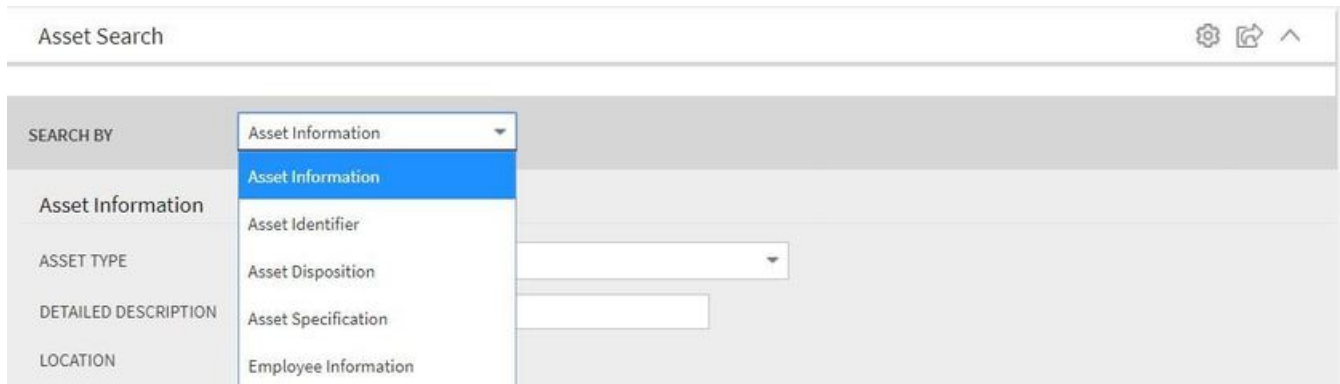 Asset Search
SEARCH BY
Asset Information
Asset Information
Asset Information
Asset Identifier
ASSET TYPE
Asset Disposition
DETAILED DESCRIPTION
Asset Specification
LOCATION
Employee Information